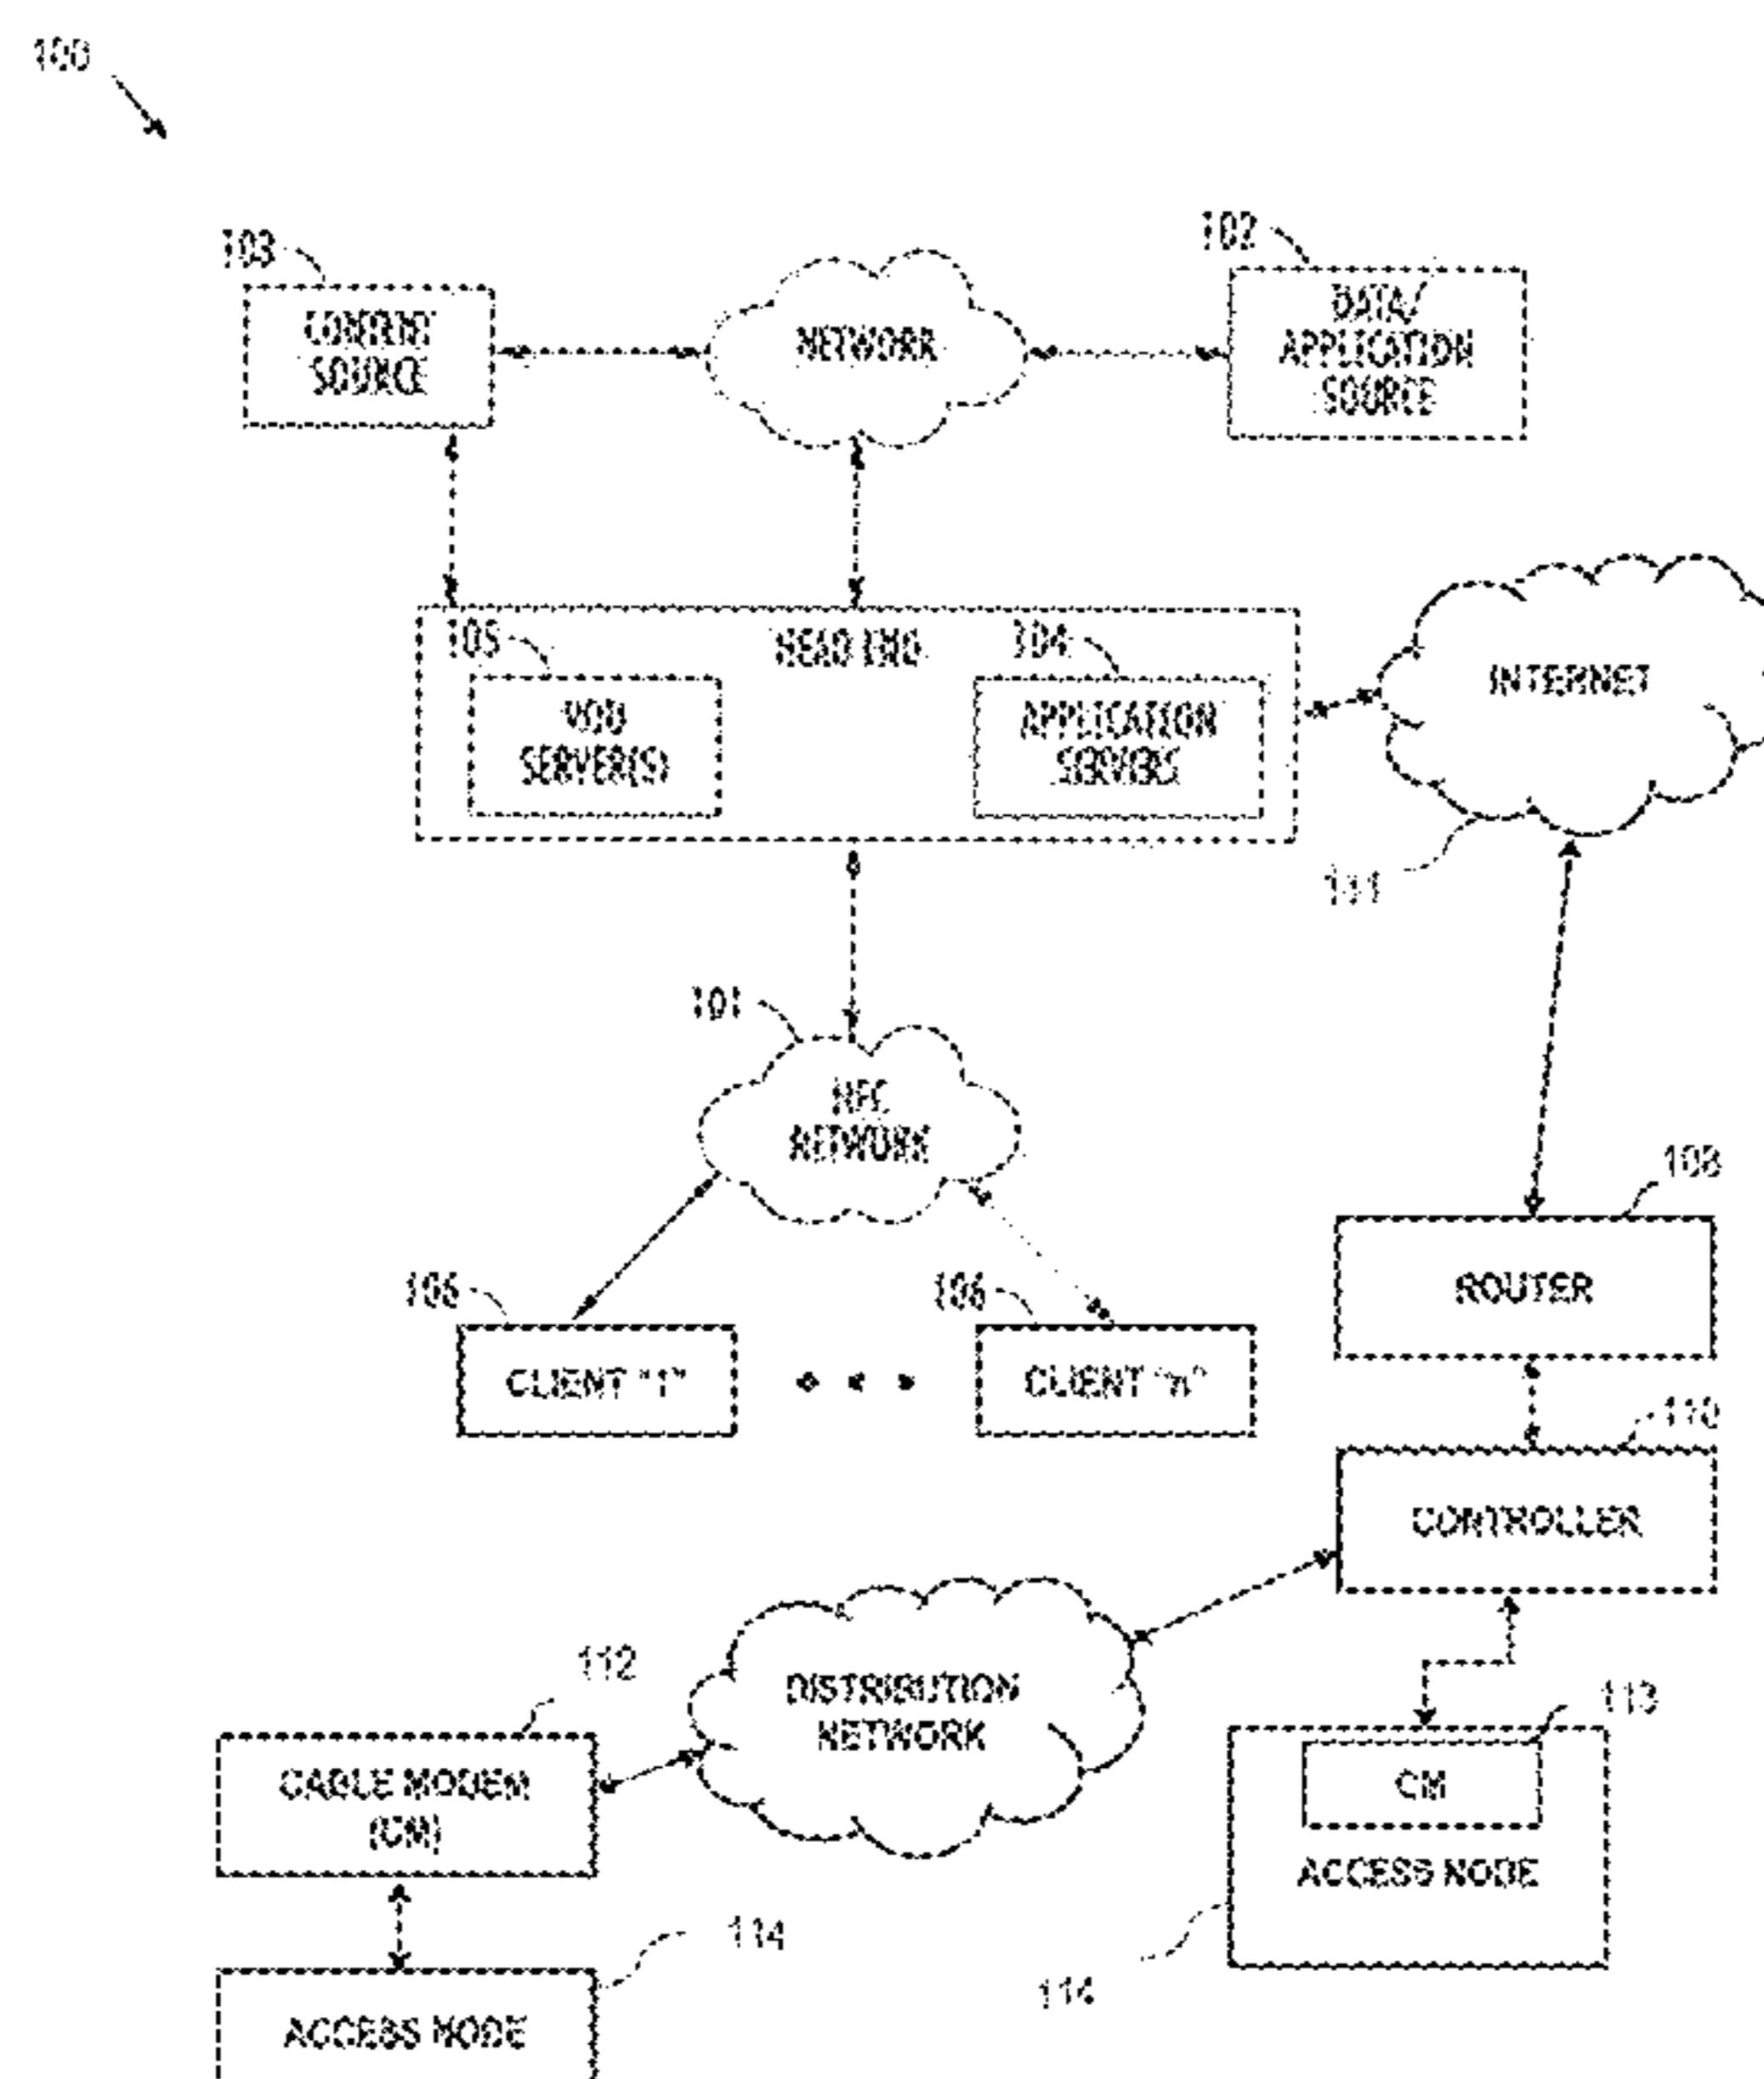 100
103
102
CONTENT
SOURCE
NETWORK
DATA/
APPLICATION
SOURCE
105
HEAD END
104
VOD
SERVER(S)
APPLICATION
SERVERS
INTERNET
111
101
HFC
NETWORK
108
106
106
ROUTER
CLIENT "1"
CLIENT "n"
110
CONTROLLER
112
DISTRIBUTION
NETWORK
113
CABLE MODEM
(CM)
CM
ACCESS NODE
114
114
ACCESS NODE